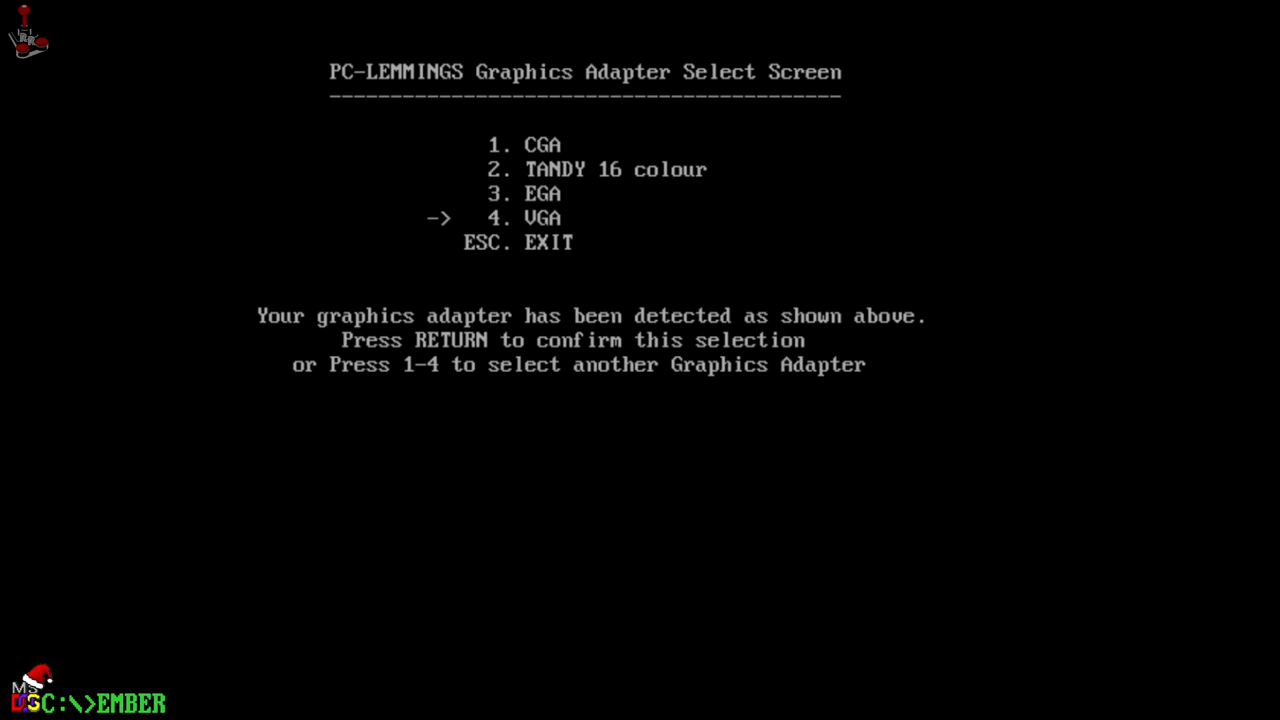 PC-LEMMINGS Graphics Adapter Select Screen
------------------------------------------
1. CGA
2. TANDY 16 colour
3. EGA
-> 4. VGA
ESC. EXIT
Your graphics adapter has been detected as shown above.
Press RETURN to confirm this selection
or Press 1-4 to select another Graphics Adapter
MS
DOS C:\>EMBER